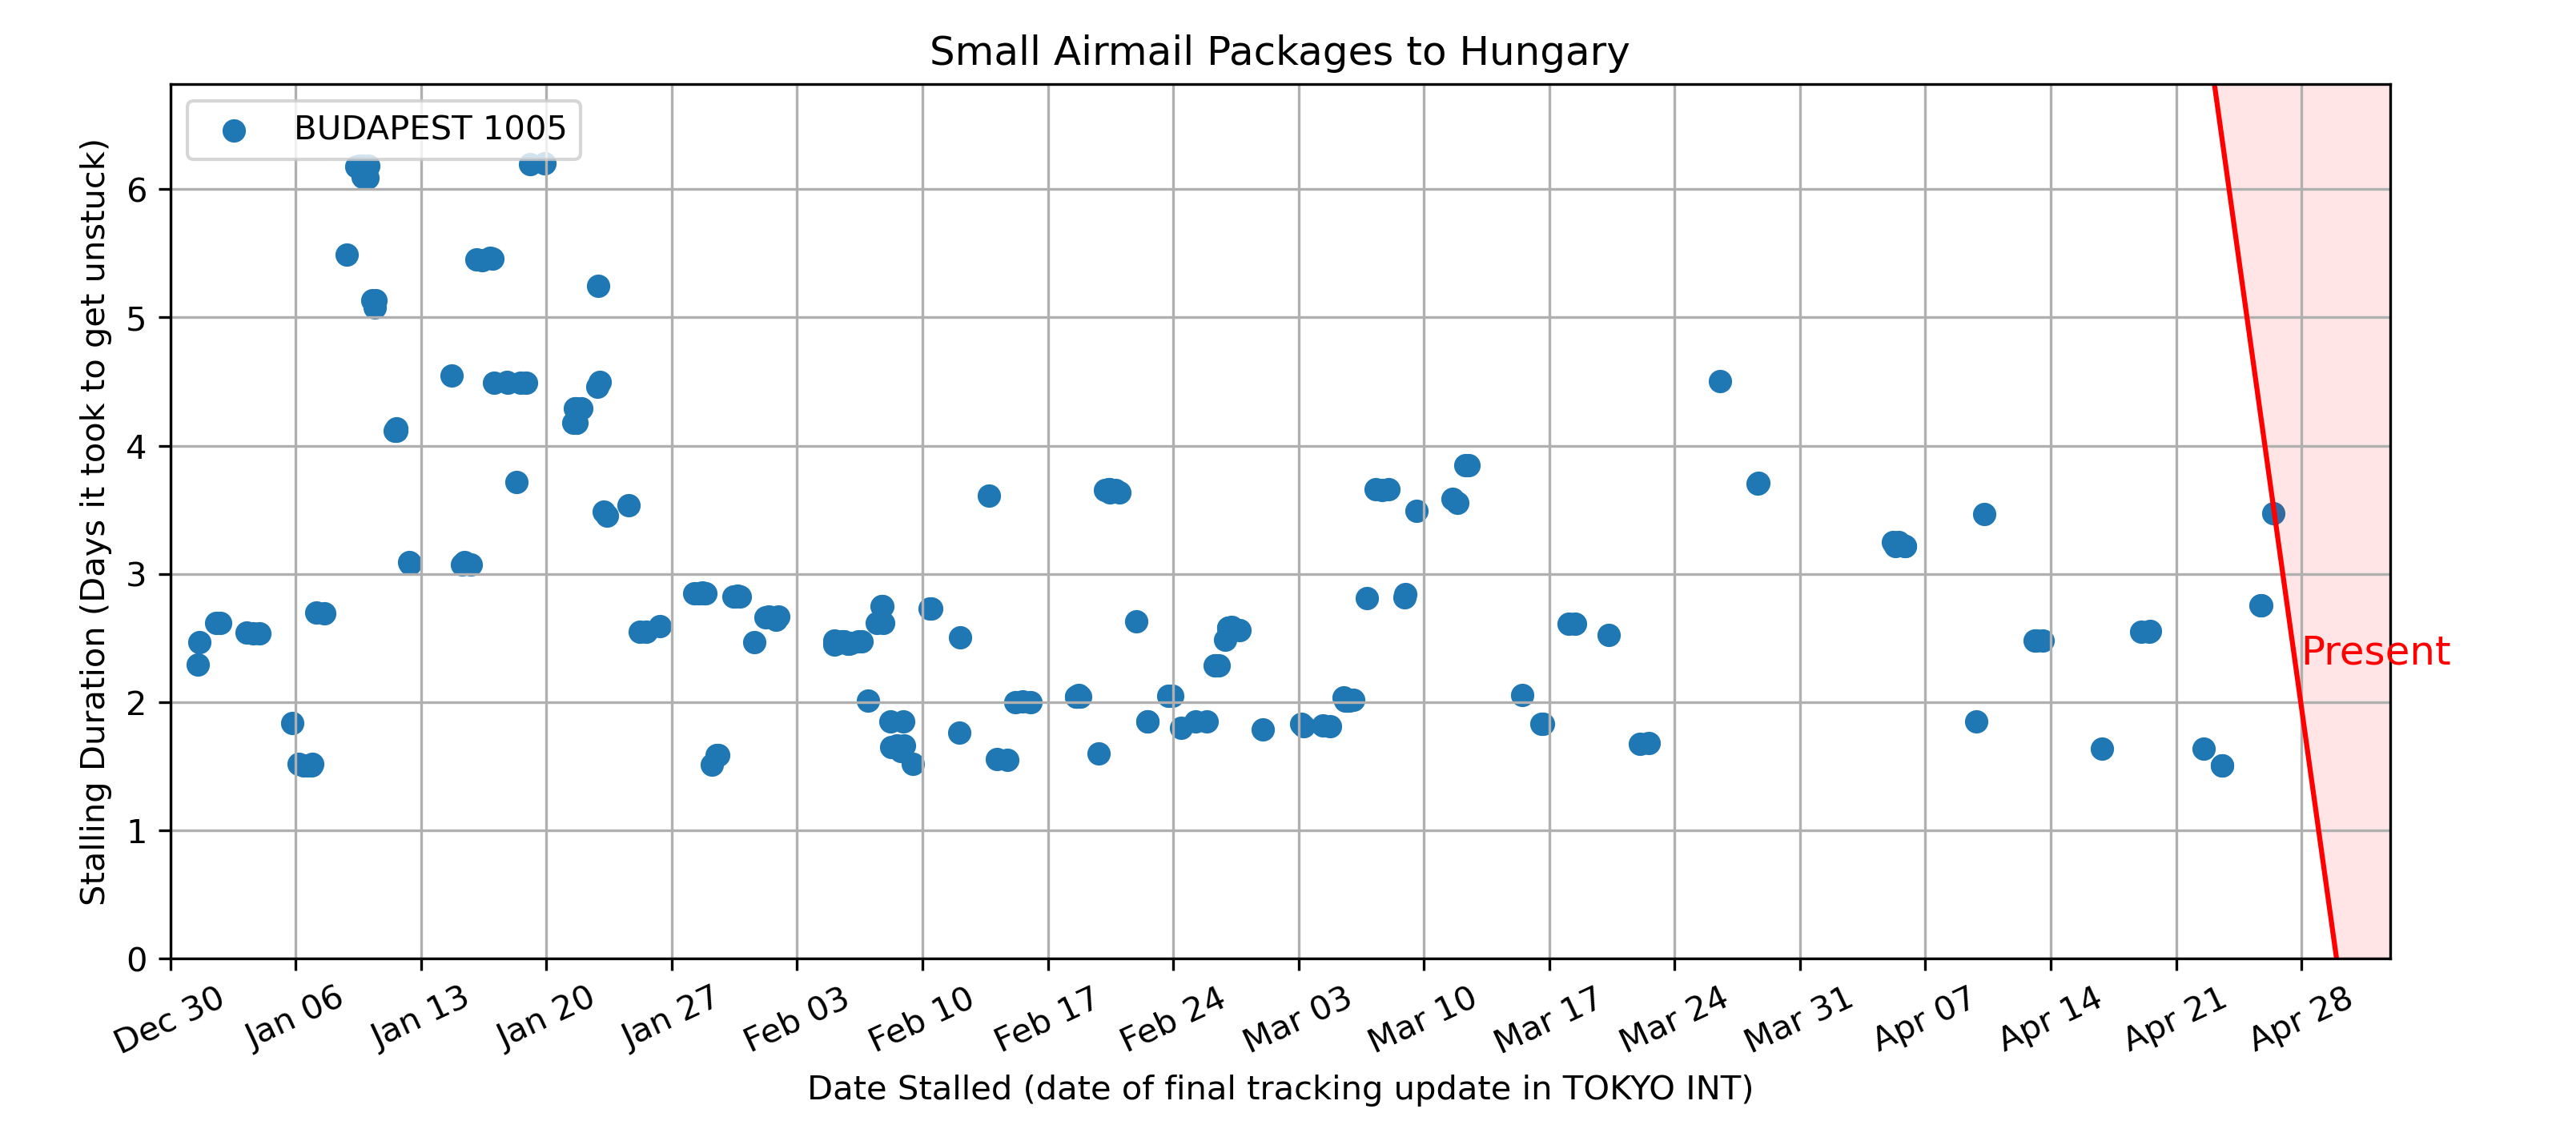 Small Airmail Packages to Hungary
BUDAPEST 1005
Stalling Duration (Days it took to get unstuck)
6
5
4
3
2
1
0
Present
Dec 30
Jan 06
Jan 13
Jan 20
Jan 27
Feb 03
Feb 10
Feb 17
Feb 24
Mar 03
Mar 10
Mar 17
Mar 24
Mar 31
Apr 07
Apr 14
Apr 21
Apr 28
Date Stalled (date of final tracking update in TOKYO INT)